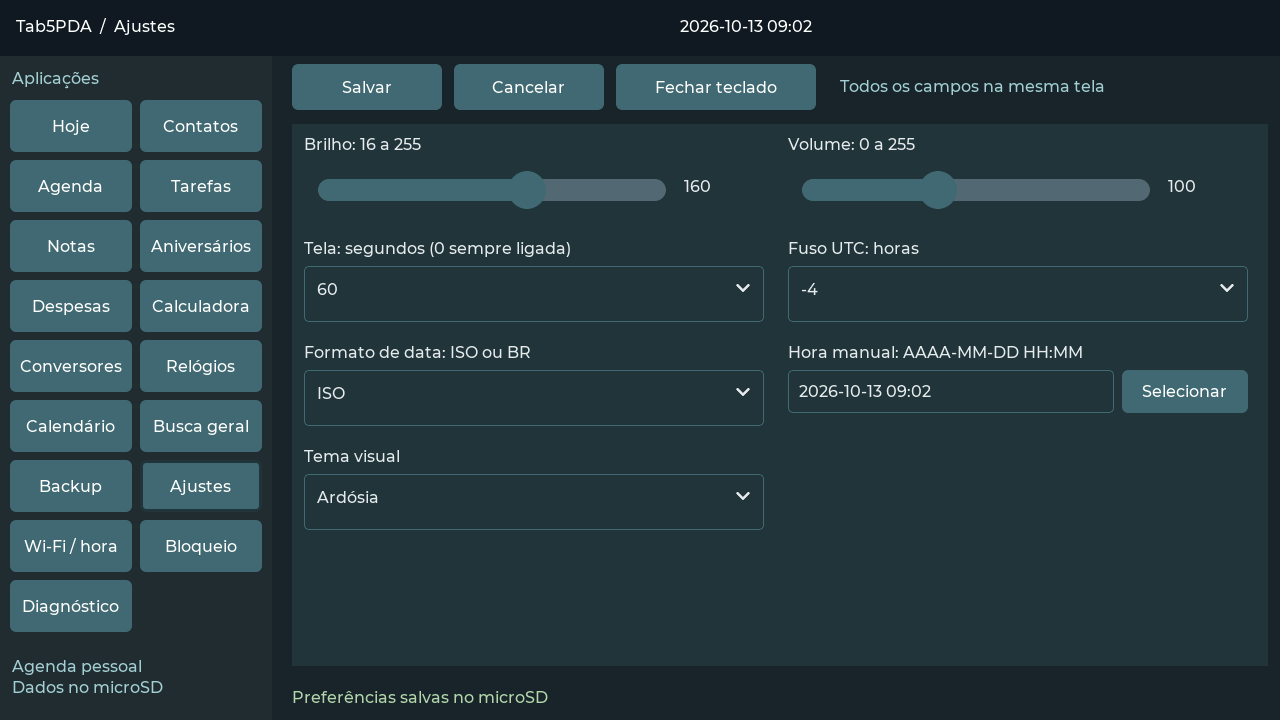 Tab5PDA / Ajustes
2026-10-13 09:02
Aplicações
Hoje
Contatos
Agenda
Tarefas
Notas
Aniversários
Despesas
Calculadora
Conversores
Relógios
Calendário
Busca geral
Backup
Ajustes
Wi-Fi / hora
Bloqueio
Diagnóstico
Agenda pessoal
Dados no microSD
Salvar
Cancelar
Fechar teclado
Todos os campos na mesma tela
Brilho: 16 a 255
160
Volume: 0 a 255
100
Tela: segundos (0 sempre ligada)
60
Fuso UTC: horas
-4
Formato de data: ISO ou BR
ISO
Hora manual: AAAA-MM-DD HH:MM
2026-10-13 09:02
Selecionar
Tema visual
Ardósia
Preferências salvas no microSD